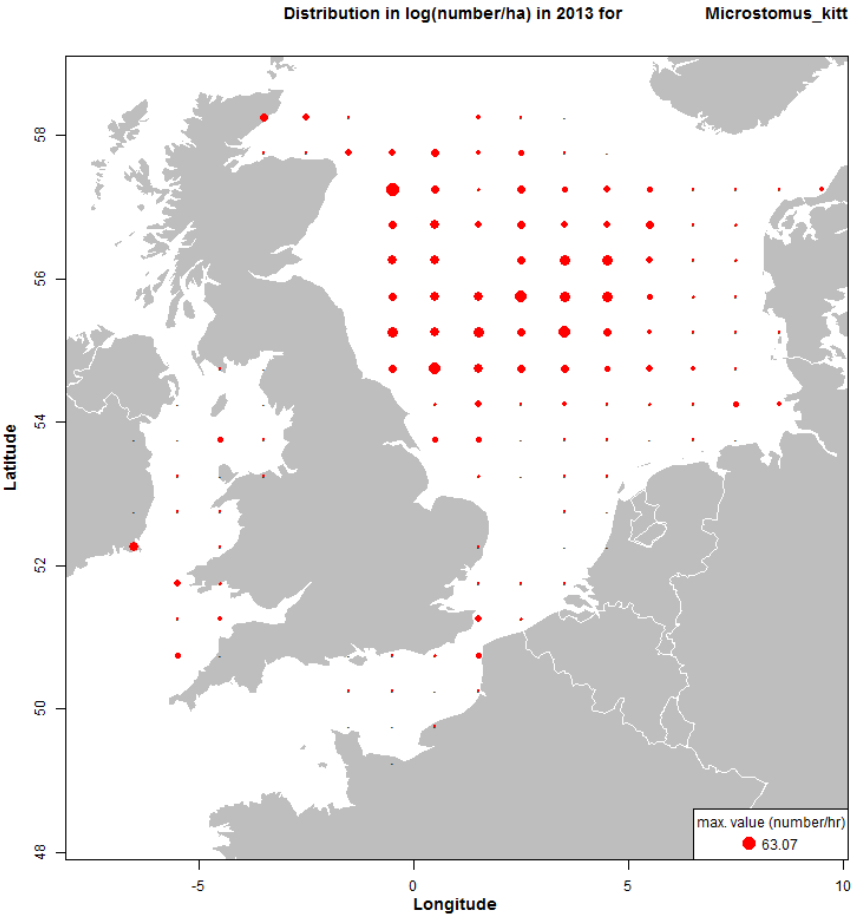 Distribution in log(number/ha) in 2013 for Microstomus_kitt
Latitude
58
56
54
52
50
48
-5 0 5 10
Longitude
max. value (number/hr)
63.07